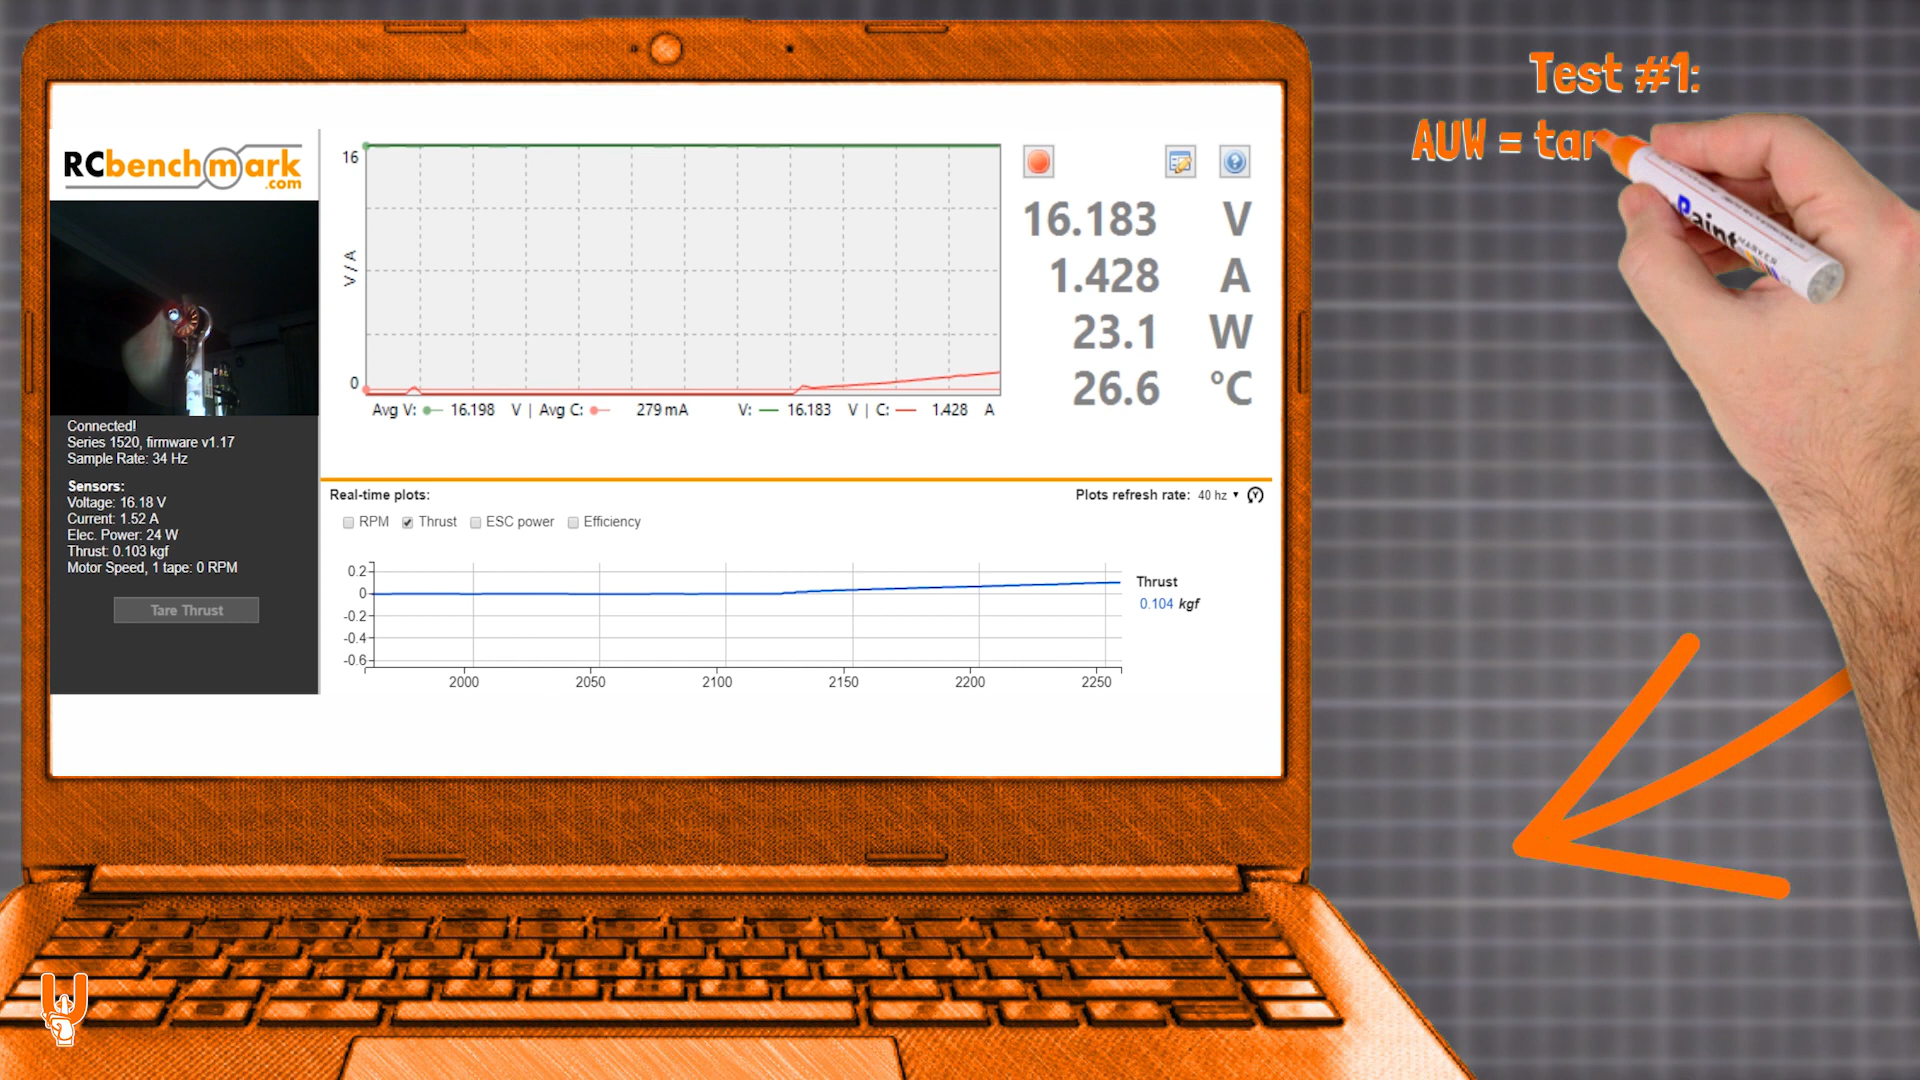 Test #1:
AUW = tar
RCbenchmark
.com
16
V / A
0
Avg V: 16.198 V | Avg C: 279 mA V: 16.183 V | C: 1.428 A
16.183 V
1.428 A
23.1 W
26.6 °C
Connected!
Series 1520, firmware v1.17
Sample Rate: 34 Hz
Sensors:
Voltage: 16.18 V
Current: 1.52 A
Elec. Power: 24 W
Thrust: 0.103 kgf
Motor Speed, 1 tape: 0 RPM
Tare Thrust
Real-time plots:
Plots refresh rate: 40 hz
RPM Thrust ESC power Efficiency
0.2
0
-0.2
-0.4
-0.6
2000 2050 2100 2150 2200 2250
Thrust
0.104 kgf
Paint
MARKER